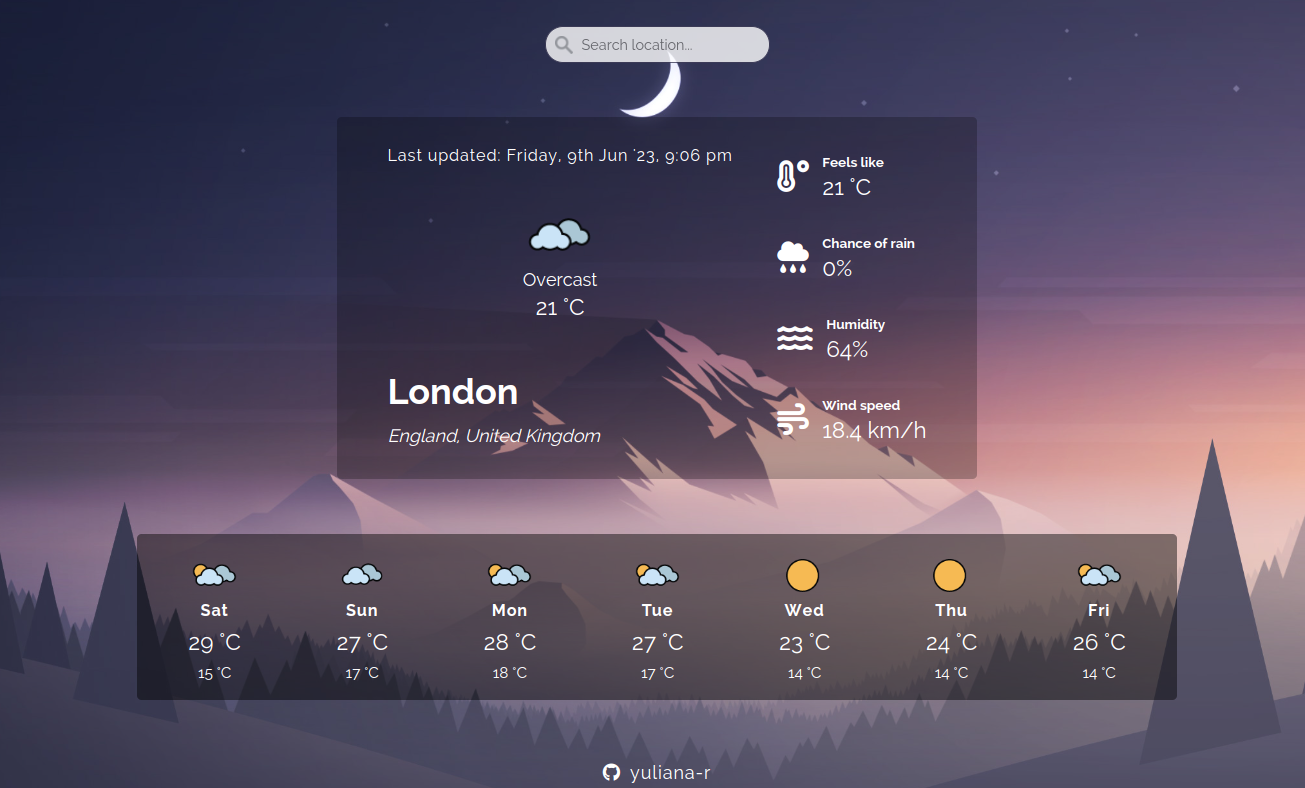 Search location...
Last updated: Friday, 9th Jun '23, 9:06 pm
Overcast
21 °C
London
England, United Kingdom
Feels like
21 °C
Chance of rain
0%
Humidity
64%
Wind speed
18.4 km/h
Sat
29 °C
15 °C
Sun
27 °C
17 °C
Mon
28 °C
18 °C
Tue
27 °C
17 °C
Wed
23 °C
14 °C
Thu
24 °C
14 °C
Fri
26 °C
14 °C
yuliana-r